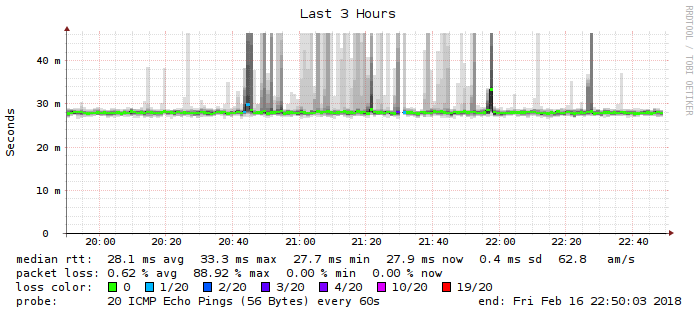 Last 3 Hours
RRDTOOL / TOBI OETIKER
Seconds
40 m
30 m
20 m
10 m
0
20:00 20:20 20:40 21:00 21:20 21:40 22:00 22:20 22:40
median rtt: 28.1 ms avg 33.3 ms max 27.7 ms min 27.9 ms now 0.4 ms sd 62.8 am/s
packet loss: 0.62 % avg 88.92 % max 0.00 % min 0.00 % now
loss color: 0 1/20 2/20 3/20 4/20 10/20 19/20
probe: 20 ICMP Echo Pings (56 Bytes) every 60s end: Fri Feb 16 22:50:03 2018